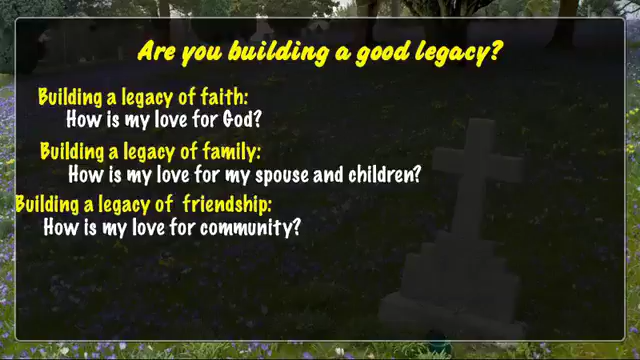 Are you building a good legacy?
Building a legacy of faith:
How is my love for God?
Building a legacy of family:
How is my love for my spouse and children?
Building a legacy of friendship:
How is my love for community?